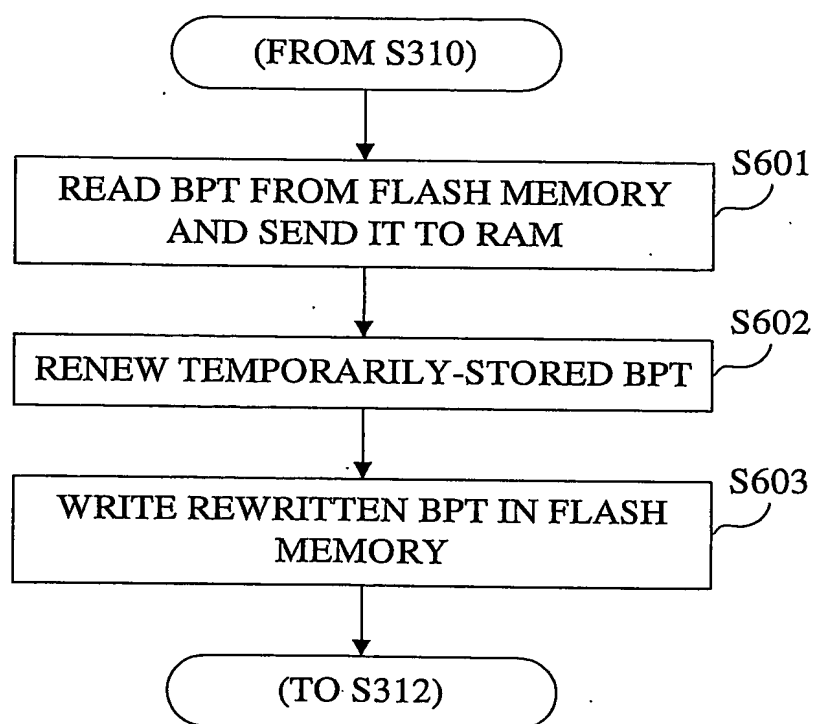 (FROM S310)
S601
READ BPT FROM FLASH MEMORY
AND SEND IT TO RAM
S602
RENEW TEMPORARILY-STORED BPT
S603
WRITE REWRITTEN BPT IN FLASH
MEMORY
(TO S312)